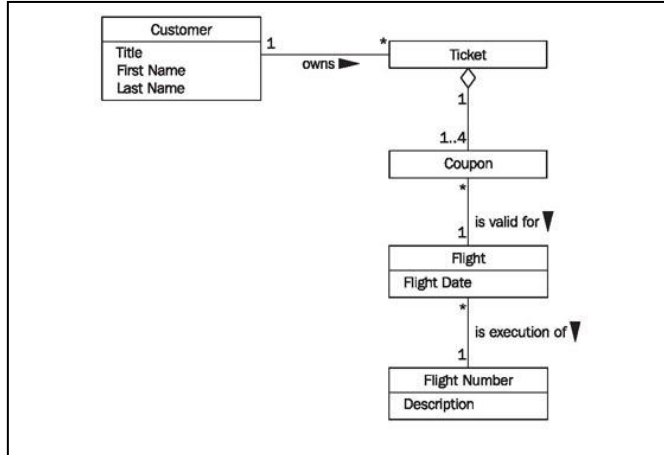 Customer
Title
First Name
Last Name
1
*
owns
Ticket
1
1..4
Coupon
*
is valid for
1
Flight
Flight Date
*
is execution of
1
Flight Number
Description